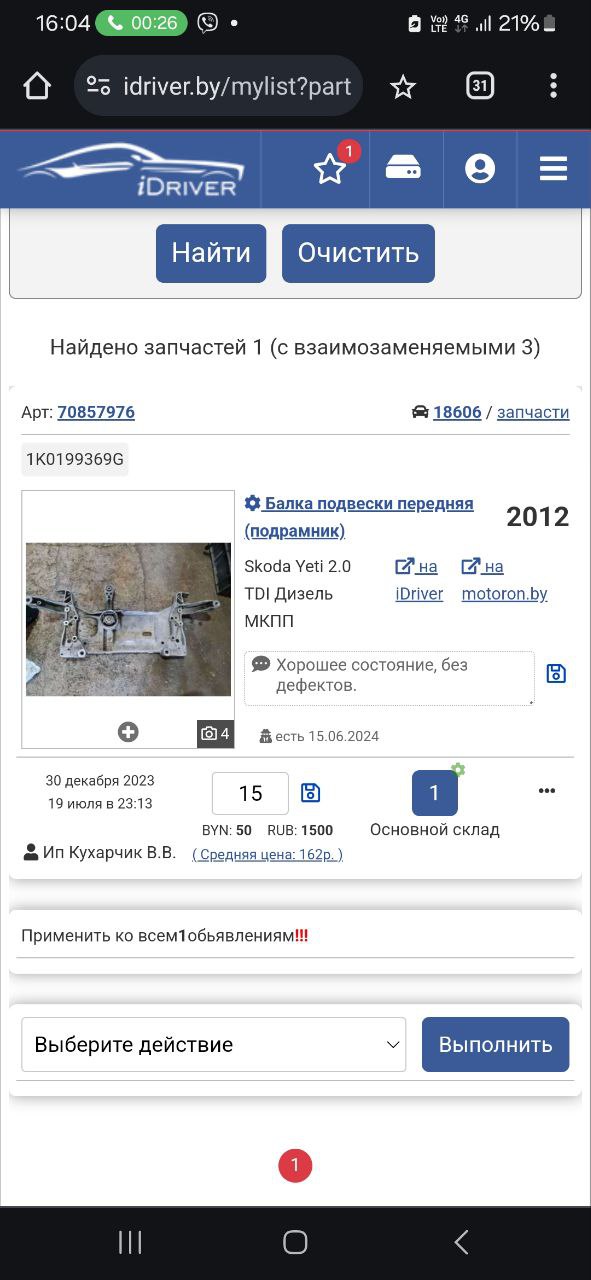 16:04 00:26 Vo)) LTE 4G 21%
idriver.by/mylist?part 31
iDRIVER 1
Найти Очистить
Найдено запчастей 1 (с взаимозаменяемыми 3)
Арт: 70857976 18606 / запчасти
1K0199369G
Балка подвески передняя (подрамник) 2012
Skoda Yeti 2.0 на на
TDI Дизель iDriver motoron.by
МКПП
Хорошее состояние, без
дефектов.
4 есть 15.06.2024
30 декабря 2023
19 июля в 23:13
15 1
BYN: 50 RUB: 1500 Основной склад
Ип Кухарчик В.В. ( Средняя цена: 162р. )
Применить ко всем1обьявлениям!!!
Выберите действие Выполнить
1